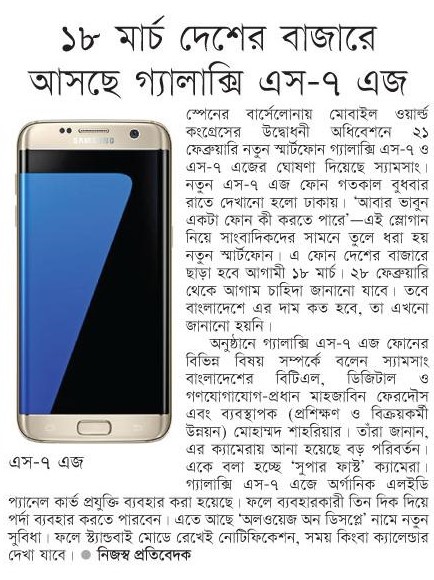 ১৮ মার্চ দেশের বাজারে
আসছে গ্যালাক্সি এস-৭ এজ
স্পেনের বার্সেলোনায় মোবাইল ওয়ার্ল্ড
কংগ্রেসের উদ্বোধনী অধিবেশনে ২১
ফেব্রুয়ারি নতুন স্মার্টফোন গ্যালাক্সি এস-৭ ও
এস-৭ এজের ঘোষণা দিয়েছে স্যামসাং।
নতুন এস-৭ এজ ফোন গতকাল বুধবার
রাতে দেখানো হলো ঢাকায়। ‘আবার ভাবুন
একটা ফোন কী করতে পারে’—এই স্লোগান
নিয়ে সাংবাদিকদের সামনে তুলে ধরা হয়
নতুন স্মার্টফোন। এ ফোন দেশের বাজারে
ছাড়া হবে আগামী ১৮ মার্চ। ২৮ ফেব্রুয়ারি
থেকে আগাম চাহিদা জানানো যাবে। তবে
বাংলাদেশে এর দাম কত হবে, তা এখনো
জানানো হয়নি।
অনুষ্ঠানে গ্যালাক্সি এস-৭ এজ ফোনের
বিভিন্ন বিষয় সম্পর্কে বলেন স্যামসাং
বাংলাদেশের বিটিএল, ডিজিটাল ও
গণযোগাযোগ-প্রধান মাহজাবিন ফেরদৌস
এবং ব্যবস্থাপক (প্রশিক্ষণ ও বিক্রয়কর্মী
উন্নয়ন) মোহাম্মদ শাহরিয়ার। তাঁরা জানান,
এর ক্যামেরায় আনা হয়েছে বড় পরিবর্তন।
একে বলা হচ্ছে ‘সুপার ফাস্ট’ ক্যামেরা।
গ্যালাক্সি এস-৭ এজে অর্গানিক এলইডি
প্যানেল কার্ভ প্রযুক্তি ব্যবহার করা হয়েছে। ফলে ব্যবহারকারী তিন দিক দিয়ে
পর্দা ব্যবহার করতে পারবেন। এতে আছে ‘অলওয়েজ অন ডিসপ্লে’ নামে নতুন
সুবিধা। ফলে স্ট্যান্ডবাই মোডে রেখেই নোটিফিকেশন, সময় কিংবা ক্যালেন্ডার
দেখা যাবে। ● নিজস্ব প্রতিবেদক
SAMSUNG
এস-৭ এজ